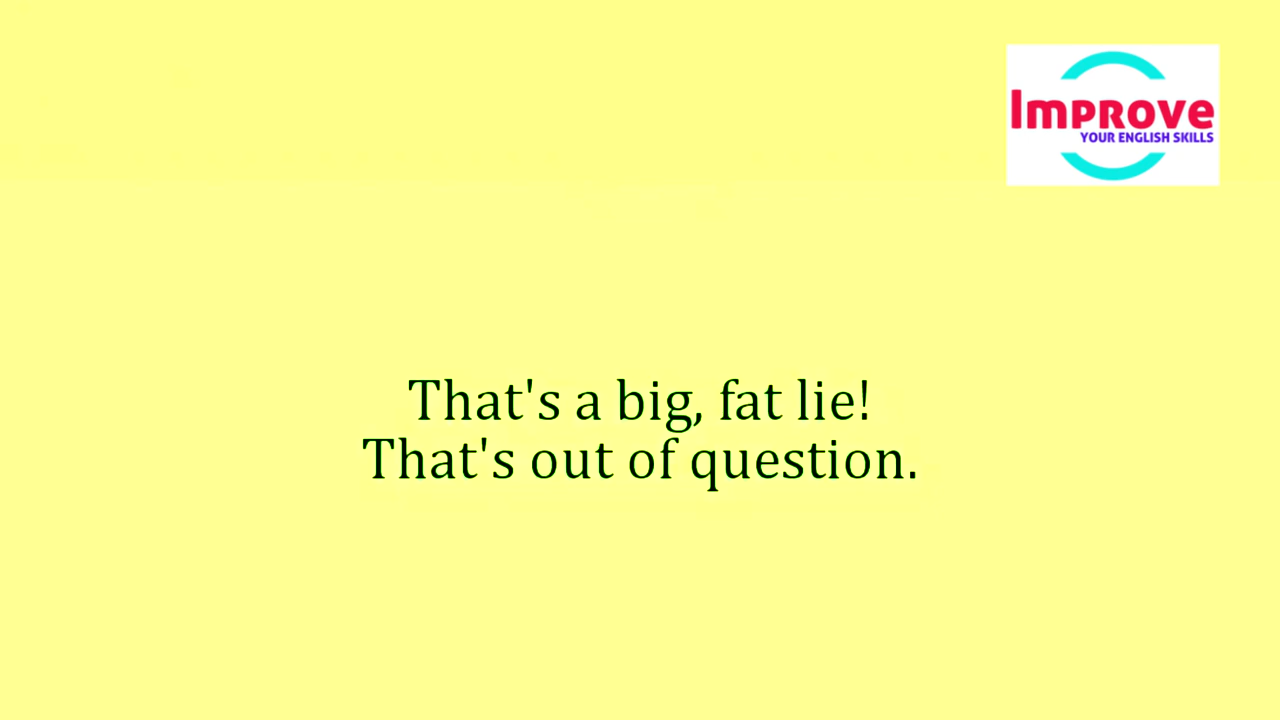 Improve
YOUR ENGLISH SKILLS
That's a big, fat lie!
That's out of question.